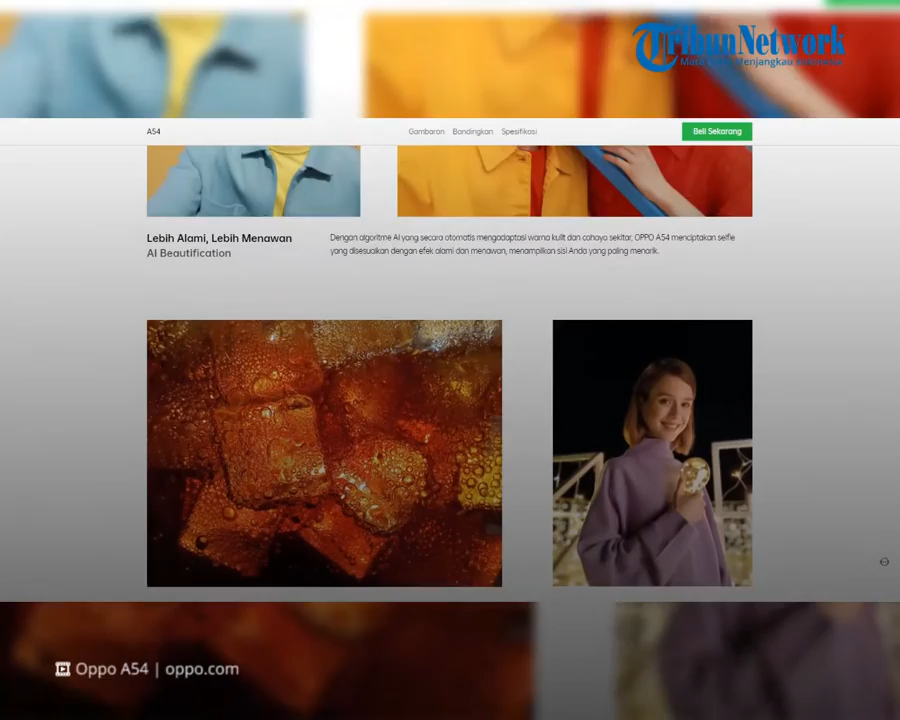 TribunNetwork
Menjangkau Indonesia
A54
Gambaran
Bandingkan
Spesifikasi
Beli Sekarang
Lebih Alami, Lebih Menawan
AI Beautification
Dengan algoritme AI yang secara otomatis mengadaptasi warna kulit dan cahaya sekitar, OPPO A54 menciptakan selfie
yang disesuaikan dengan efek alami dan menawan, menampilkan sisi Anda yang paling menarik.
Oppo A54 | oppo.com